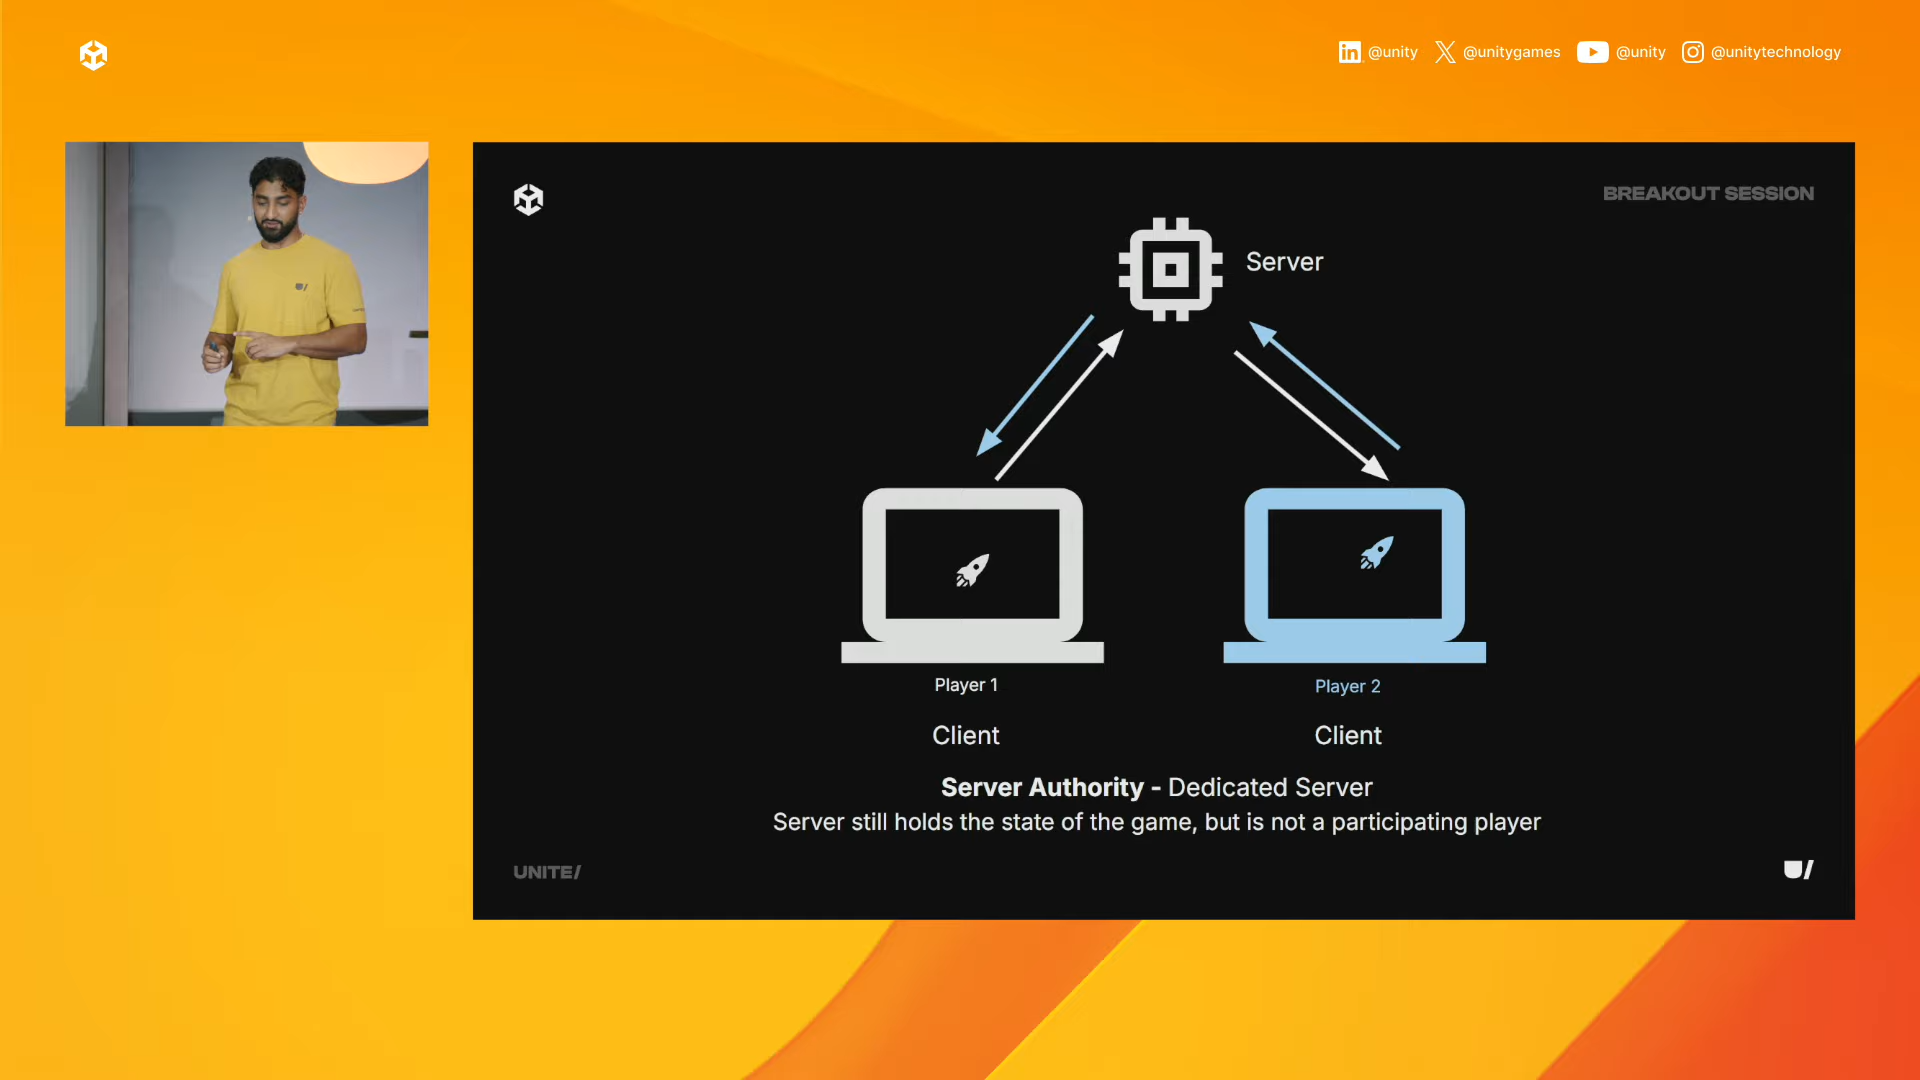 @unity @unitygames @unity @unitytechnology
BREAKOUT SESSION
Server
Player 1
Player 2
Client
Client
Server Authority - Dedicated Server
Server still holds the state of the game, but is not a participating player
UNITE/
U/